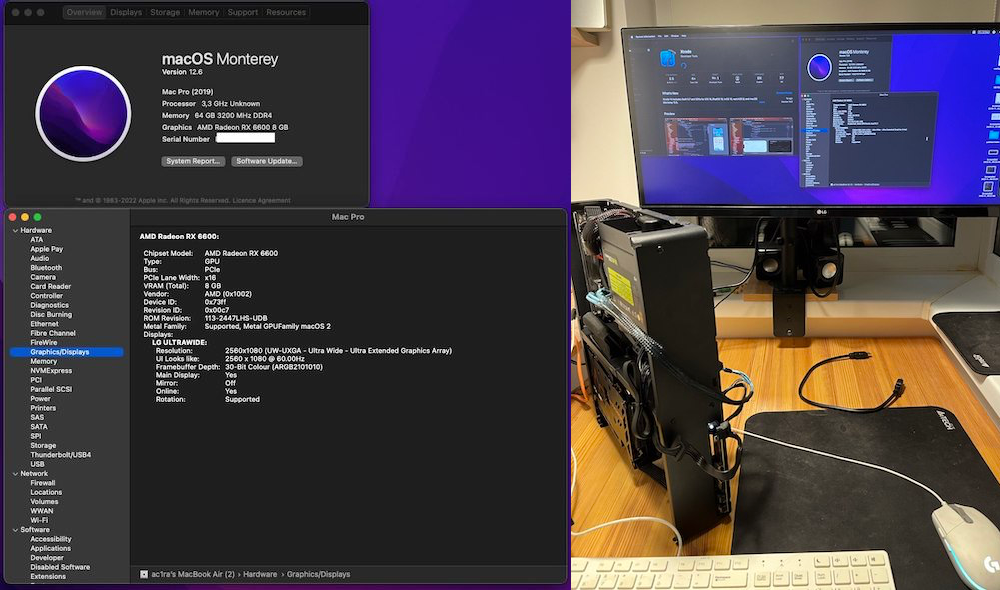 Overview Displays Storage Memory Support Resources
macOS Monterey
Version 12.6
Mac Pro (2019)
Processor 3,3 GHz Unknown
Memory 64 GB 3200 MHz DDR4
Graphics AMD Radeon RX 6600 8 GB
Serial Number
System Report... Software Update...
™ and © 1983-2022 Apple Inc. All Rights Reserved. Licence Agreement
Mac Pro
Hardware
ATA
Apple Pay
Audio
Bluetooth
Camera
Card Reader
Controller
Diagnostics
Disc Burning
Ethernet
Fibre Channel
FireWire
Graphics/Displays
Memory
NVMExpress
PCI
Parallel SCSI
Power
Printers
SAS
SATA
SPI
Storage
Thunderbolt/USB4
USB
Network
Firewall
Locations
Volumes
WWAN
Wi-Fi
Software
Accessibility
Applications
Developer
Disabled Software
Extensions
AMD Radeon RX 6600:
Chipset Model: AMD Radeon RX 6600
Type: GPU
Bus: PCIe
PCIe Lane Width: x16
VRAM (Total): 8 GB
Vendor: AMD (0x1002)
Device ID: 0x73ff
Revision ID: 0x00c7
ROM Revision: 113-2447LHS-UDB
Metal Family: Supported, Metal GPUFamily macOS 2
Displays:
LG ULTRAWIDE:
Resolution: 2560x1080 (UW-UXGA - Ultra Wide - Ultra Extended Graphics Array)
UI Looks like: 2560 x 1080 @ 60.00Hz
Framebuffer Depth: 30-Bit Colour (ARGB2101010)
Main Display: Yes
Mirror: Off
Online: Yes
Rotation: Supported
ac1ra's MacBook Air (2) › Hardware › Graphics/Displays
Xcode
macOS Monterey
LG
A4TECH
G